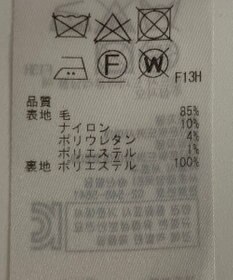 F
W
F13H
品質
表地 毛 85%
ナイロン 10%
ポリウレタン 4%
ポリエステル 1%
裏地 ポリエステル 100%